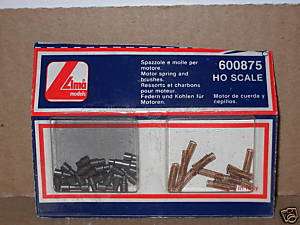 Lima
models
Spazzole e molle per
motore.
Motor spring and
brushes.
Ressorts et charbons
pour moteur.
Federn und Kohlen für
Motoren.
600875
HO SCALE
Motor de cuerda y
cepillos.